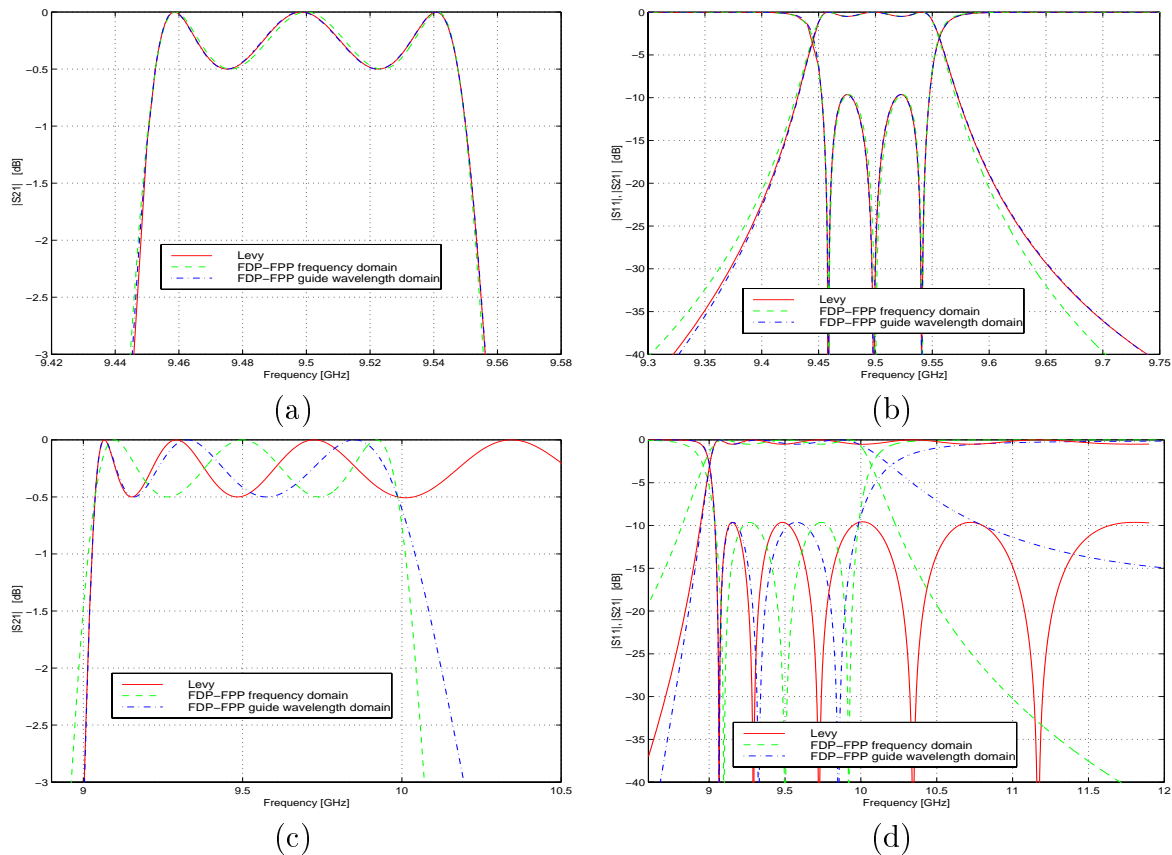 0
−0.5
−1
−1.5
−2
−2.5
−3
|S21| [dB]
9.42 9.44 9.46 9.48 9.5 9.52 9.54 9.56 9.58
Frequency [GHz]
Levy
FDP−FPP frequency domain
FDP−FPP guide wavelength domain
(a)
0
−5
−10
−15
−20
−25
−30
−35
−40
|S11|, |S21| [dB]
9.3 9.35 9.4 9.45 9.5 9.55 9.6 9.65 9.7 9.75
Frequency [GHz]
Levy
FDP−FPP frequency domain
FDP−FPP guide wavelength domain
(b)
0
−0.5
−1
−1.5
−2
−2.5
−3
|S21| [dB]
9 9.5 10 10.5
Frequency [GHz]
Levy
FDP−FPP frequency domain
FDP−FPP guide wavelength domain
(c)
0
−5
−10
−15
−20
−25
−30
−35
−40
|S11|, |S21| [dB]
9 9.5 10 10.5 11 11.5 12
Frequency [GHz]
Levy
FDP−FPP frequency domain
FDP−FPP guide wavelength domain
(d)